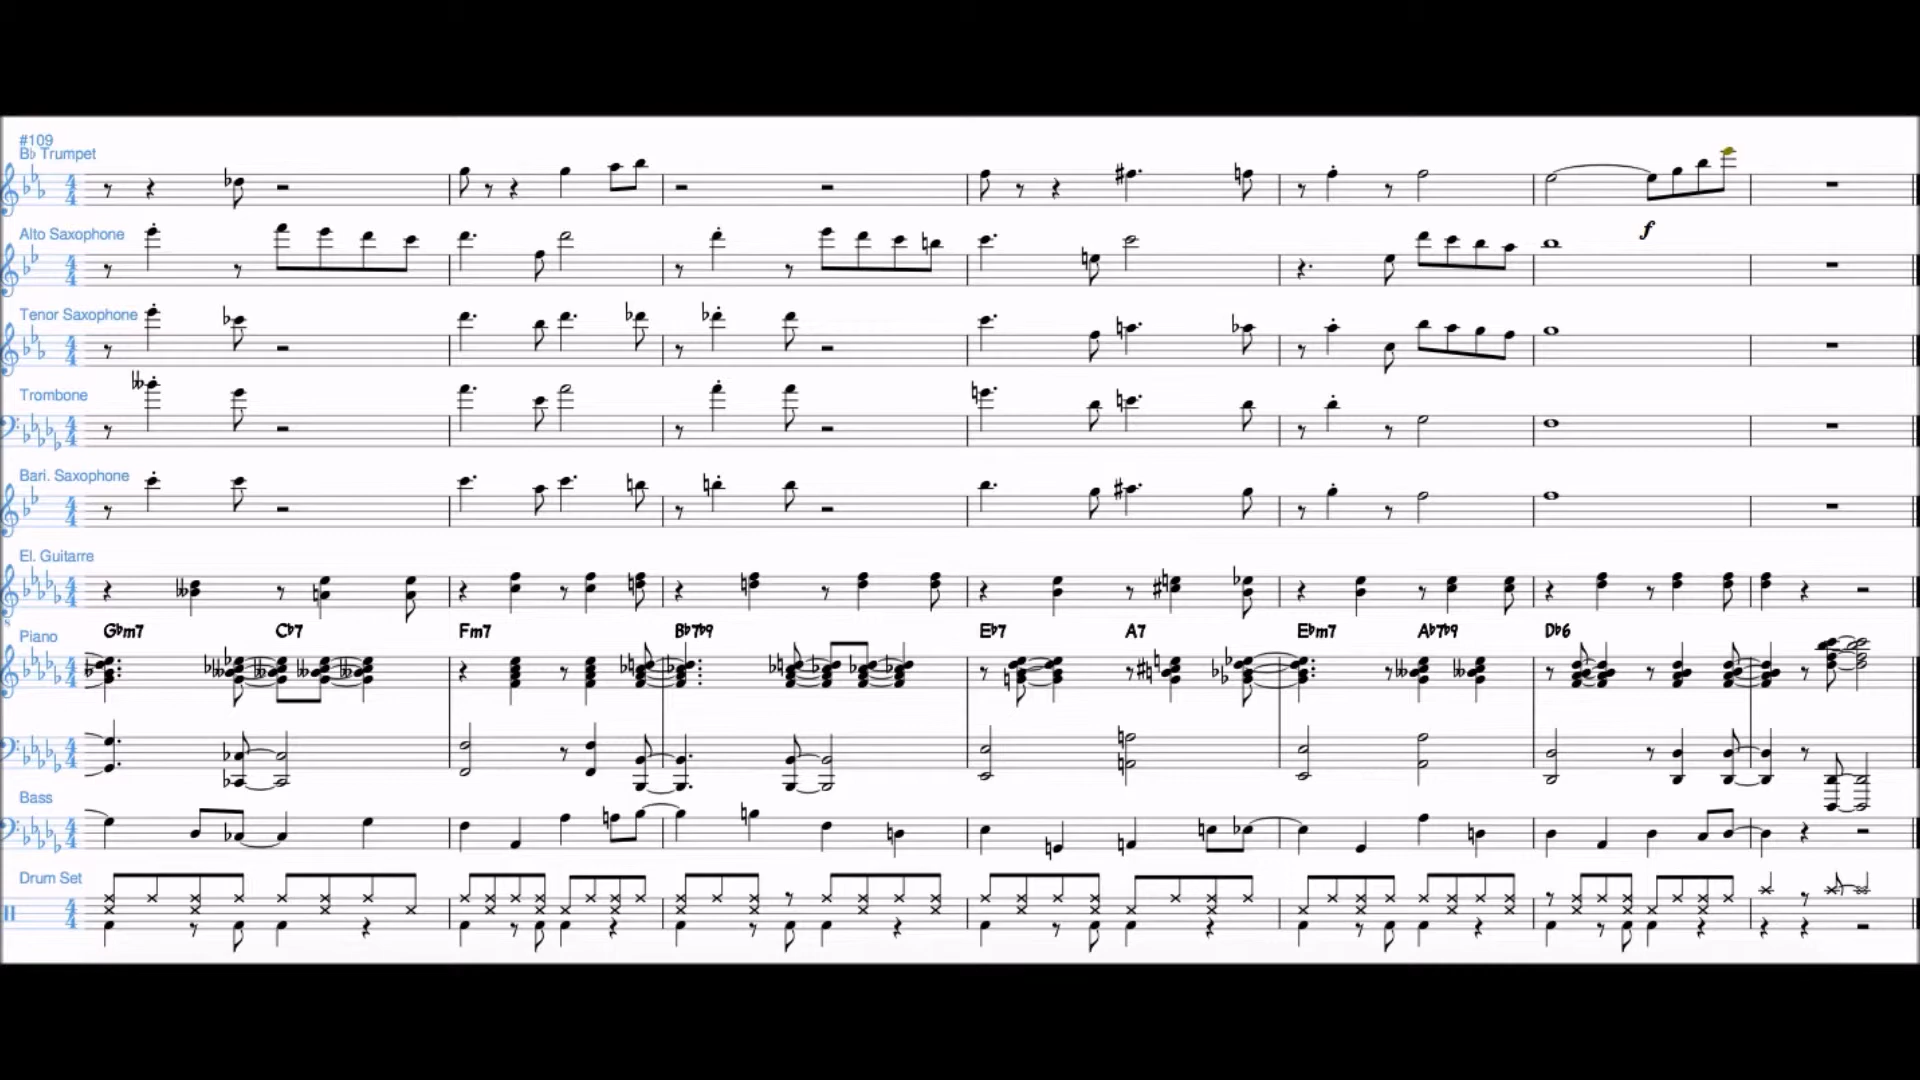 #109
B♭ Trumpet
f
Alto Saxophone
Tenor Saxophone
Trombone
Bari. Saxophone
El. Guitarre
G♭m7 C♭7 Fm7 B♭7♭9 E♭7 A7 E♭m7 A♭7♭9 D♭6
Piano
Bass
Drum Set